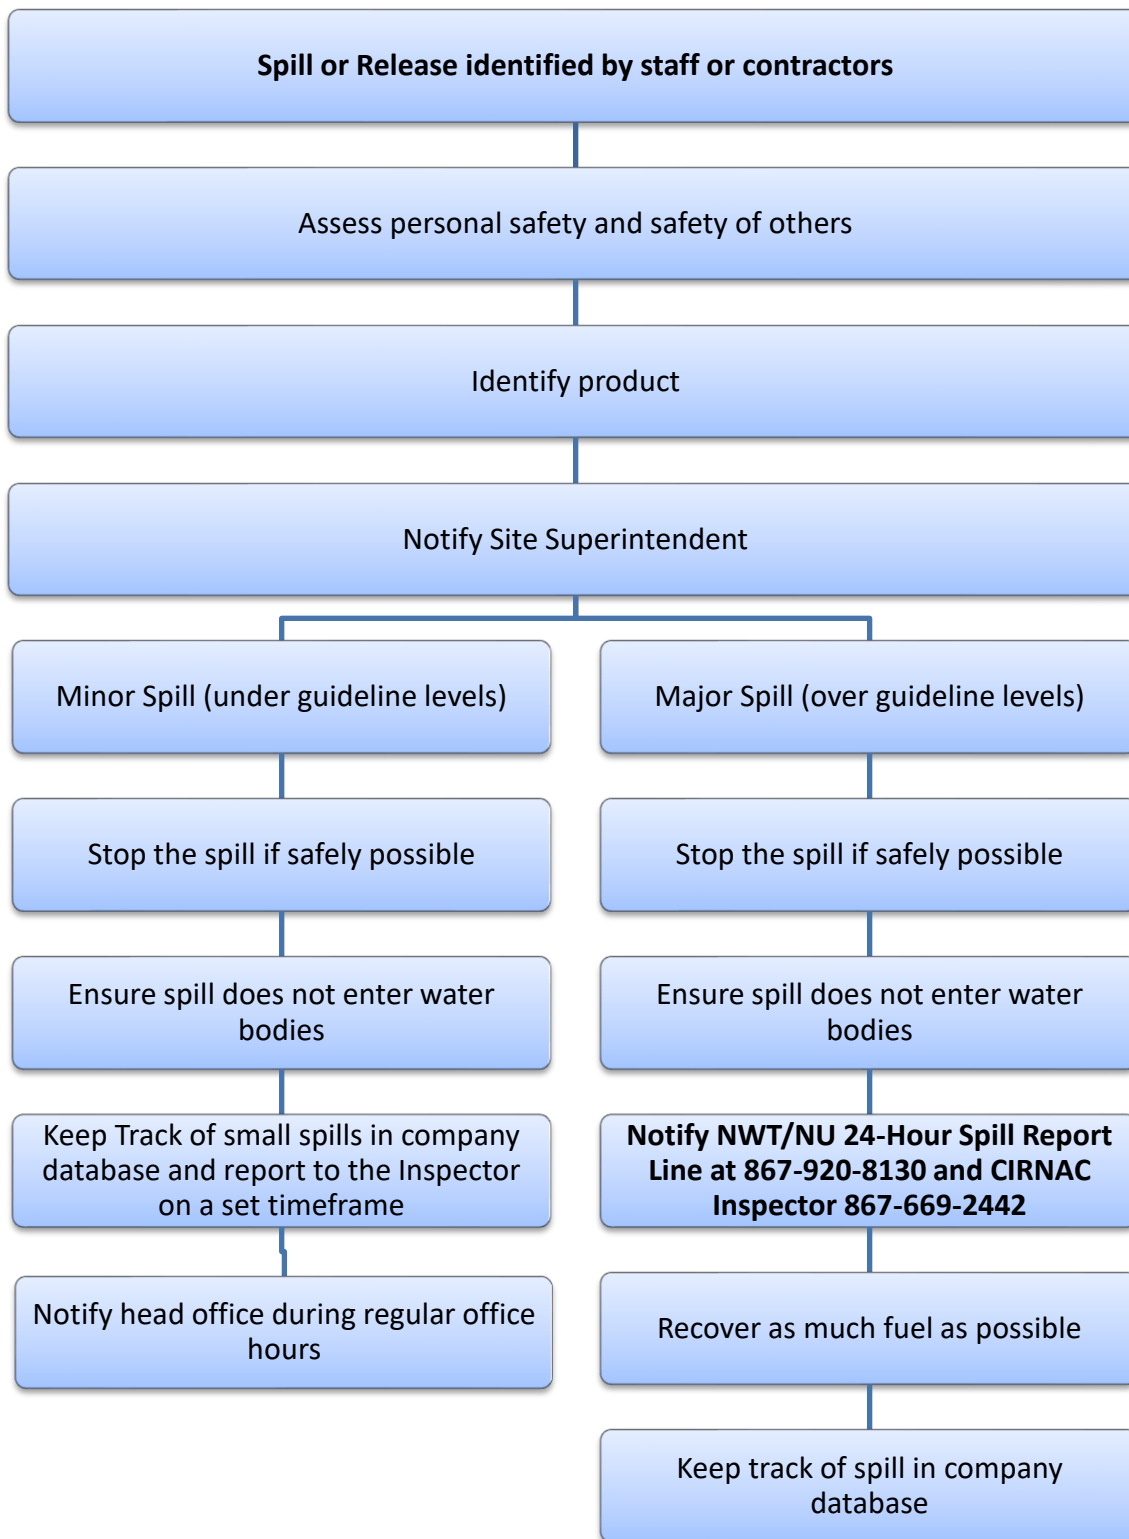 Spill or Release identified by staff or contractors
Assess personal safety and safety of others
Identify product
Notify Site Superintendent
Minor Spill (under guideline levels)
Stop the spill if safely possible
Ensure spill does not enter water
bodies
Keep Track of small spills in company
database and report to the Inspector
on a set timeframe
Notify head office during regular office
hours
Major Spill (over guideline levels)
Stop the spill if safely possible
Ensure spill does not enter water
bodies
Notify NWT/NU 24-Hour Spill Report
Line at 867-920-8130 and CIRNAC
Inspector 867-669-2442
Recover as much fuel as possible
Keep track of spill in company
database